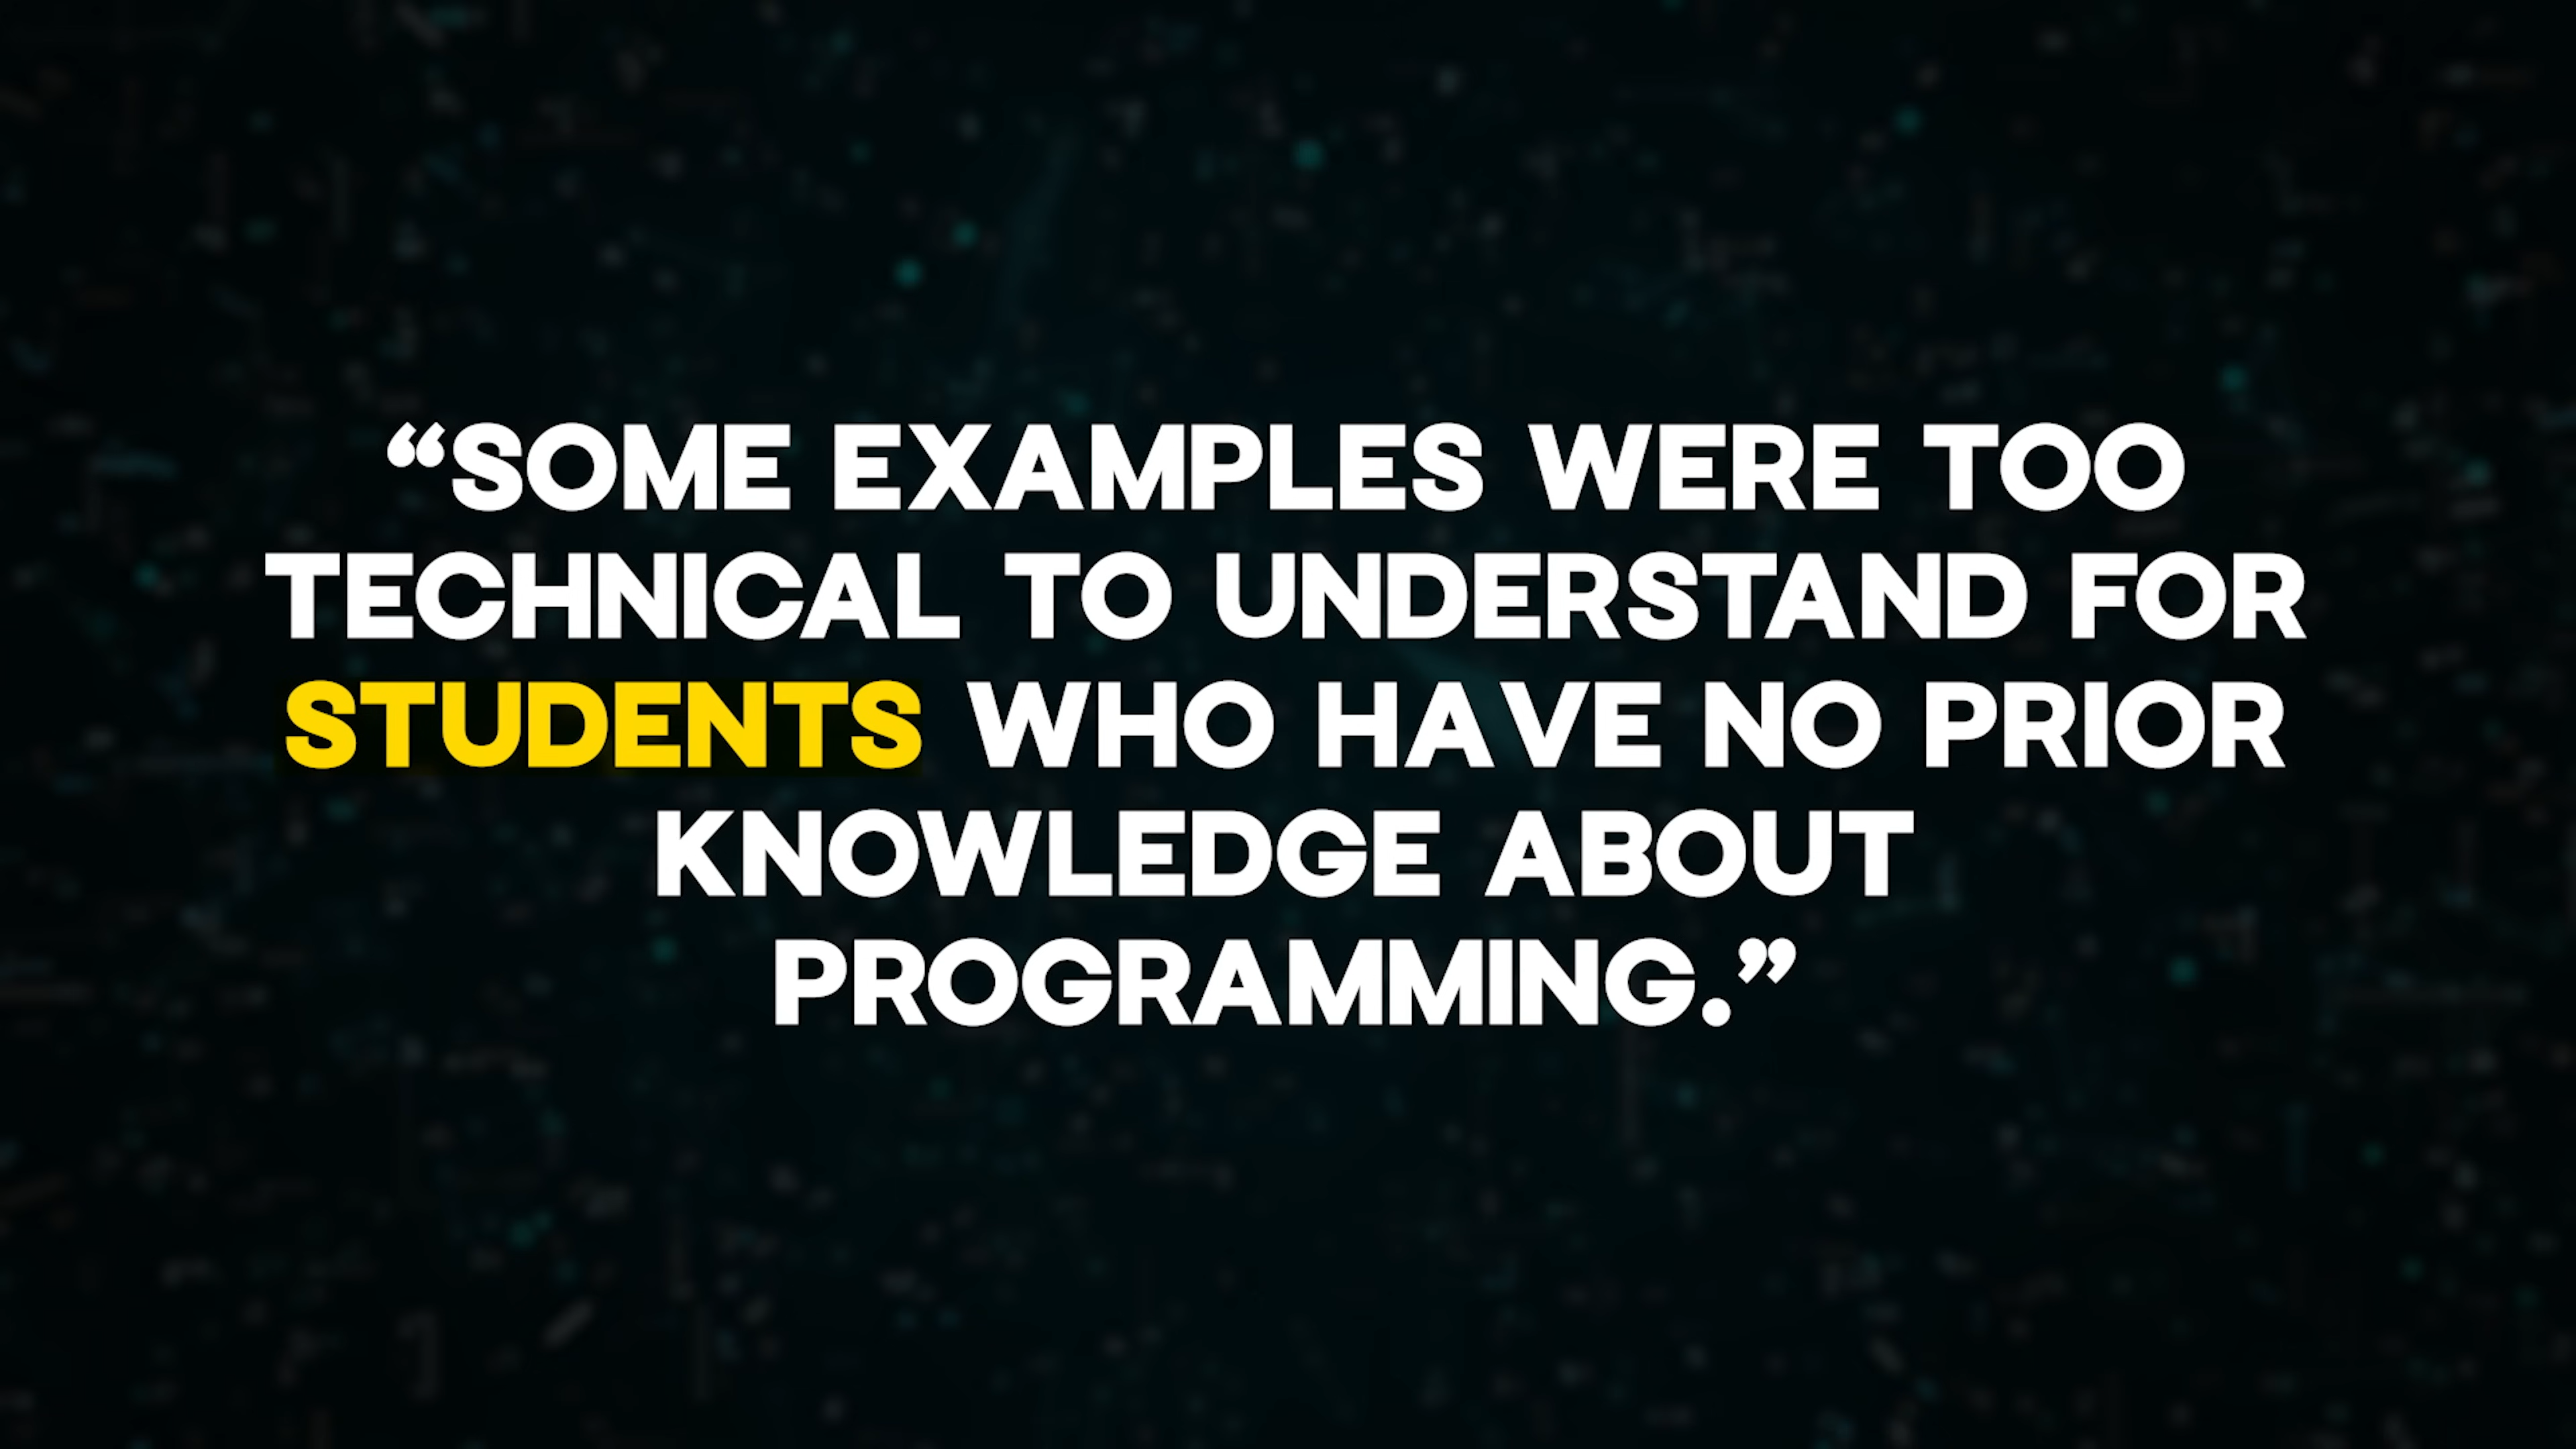 “SOME EXAMPLES WERE TOO
TECHNICAL TO UNDERSTAND FOR
STUDENTS WHO HAVE NO PRIOR
KNOWLEDGE ABOUT
PROGRAMMING.”